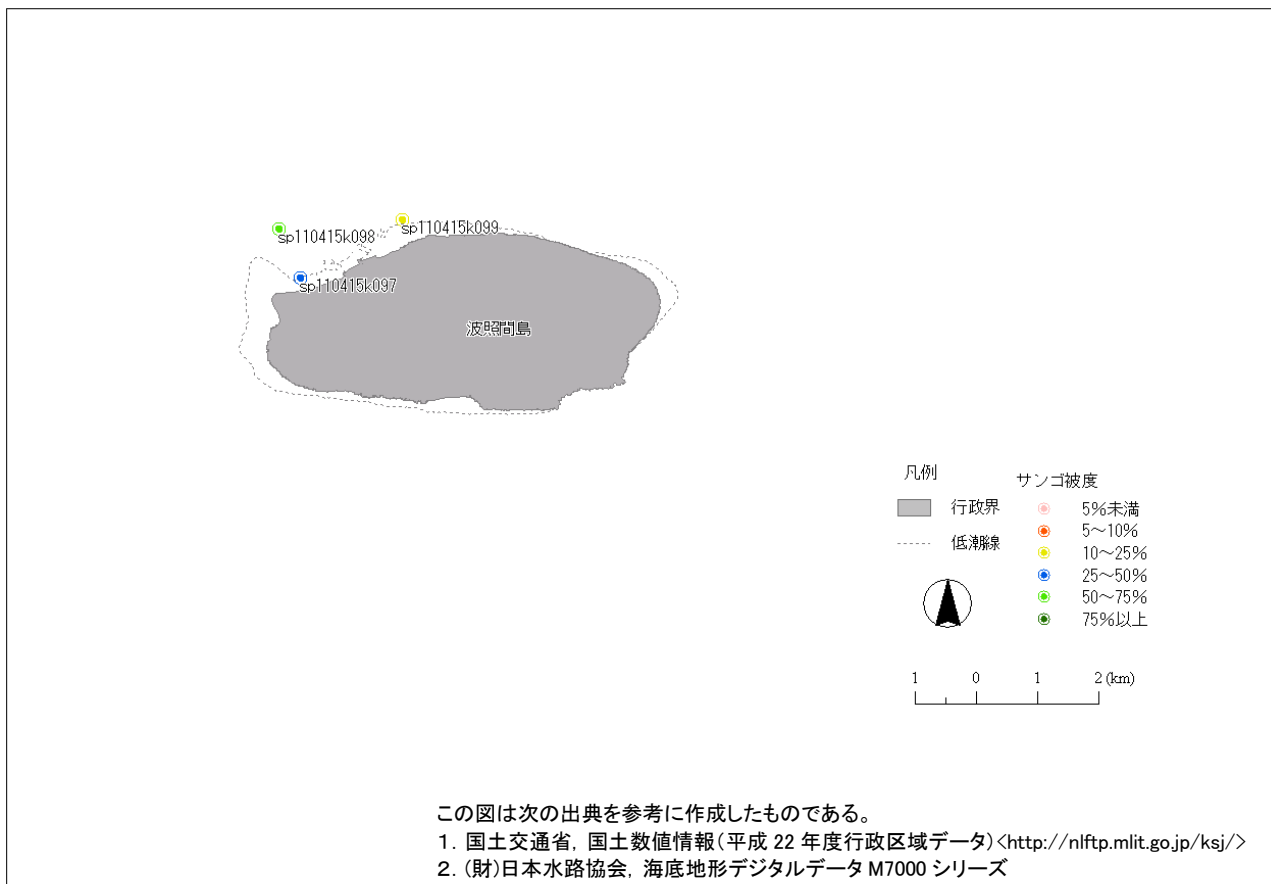 sp110415k098
sp110415k099
sp110415k097
波照間島
凡例
行政界
低潮線
サンゴ被度
5%未満
5～10%
10～25%
25～50%
50～75%
75%以上
1 0 1 2 (km)
この図は次の出典を参考に作成したものである。
1. 国土交通省, 国土数値情報(平成 22 年度行政区域データ)<http://nlftp.mlit.go.jp/ksj/>
2. (財)日本水路協会, 海底地形デジタルデータ M7000 シリーズ